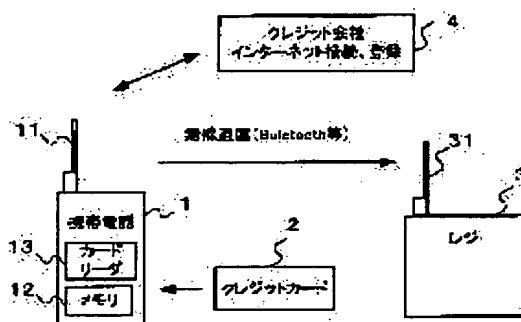 クレジット会社
インターネット接続、登録
4
11
無線通信(Buletooth等)
31
3
携帯電話
1
カード
リーダ
13
メモリ
12
2
クレジットカード
レジ